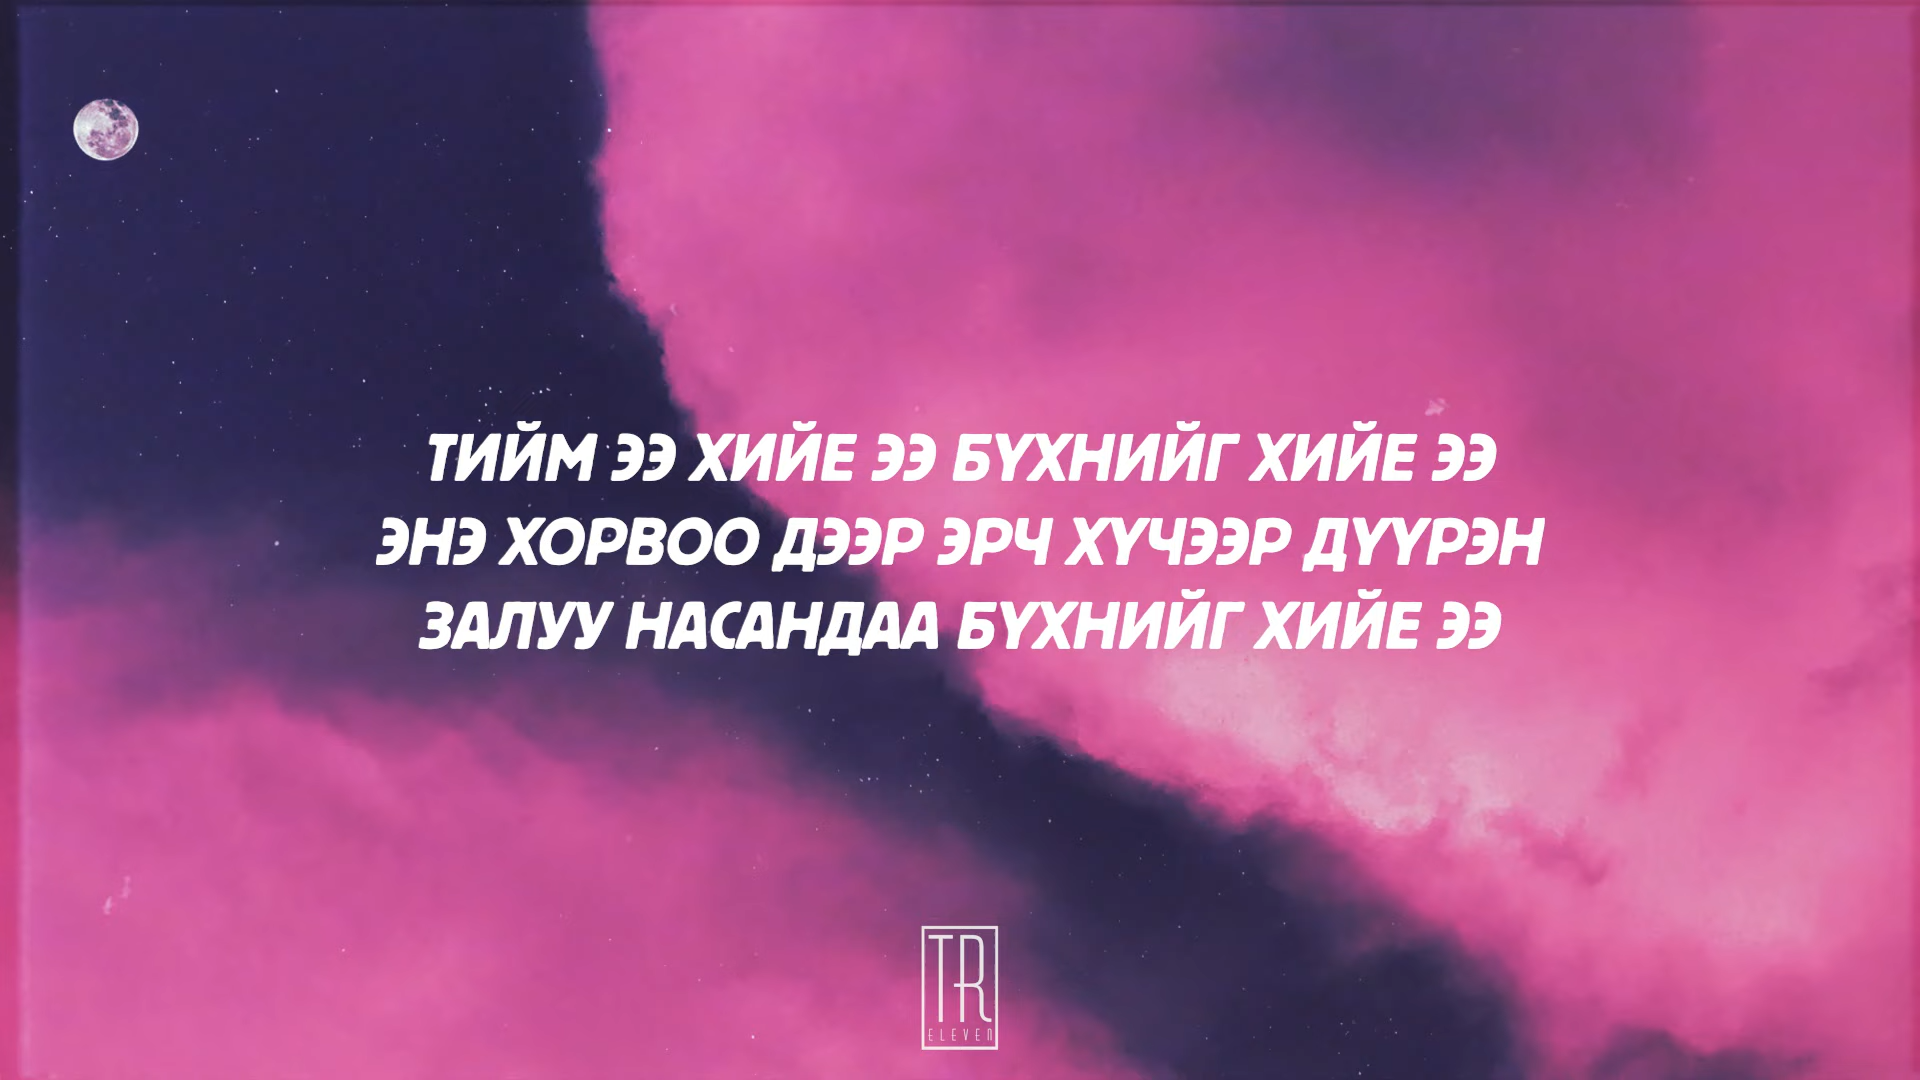 ТИЙМ ЭЭ ХИЙЕ ЭЭ БҮХНИЙГ ХИЙЕ ЭЭ
ЭНЭ ХОРВОО ДЭЭР ЭРЧ ХҮЧЭЭР ДҮҮРЭН
ЗАЛУУ НАСАНДАА БҮХНИЙГ ХИЙЕ ЭЭ
TR
ELEVEN